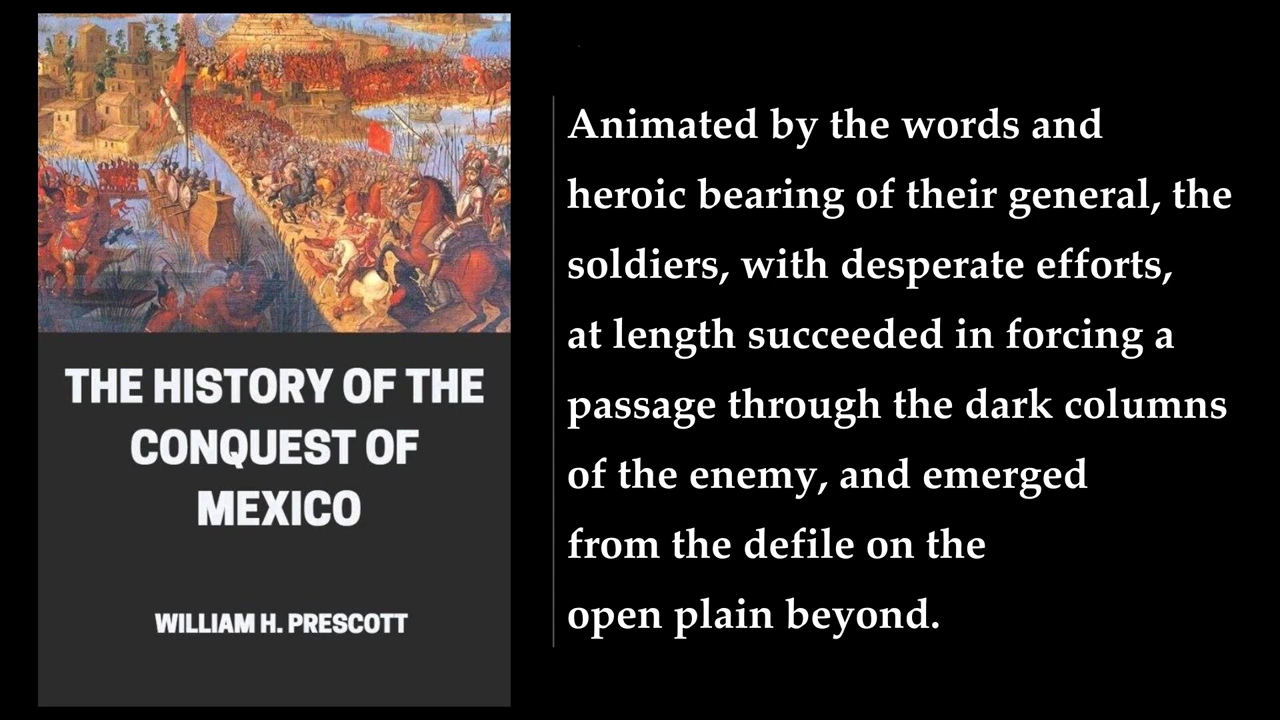 THE HISTORY OF THE
CONQUEST OF
MEXICO
WILLIAM H. PRESCOTT
Animated by the words and
heroic bearing of their general, the
soldiers, with desperate efforts,
at length succeeded in forcing a
passage through the dark columns
of the enemy, and emerged
from the defile on the
open plain beyond.